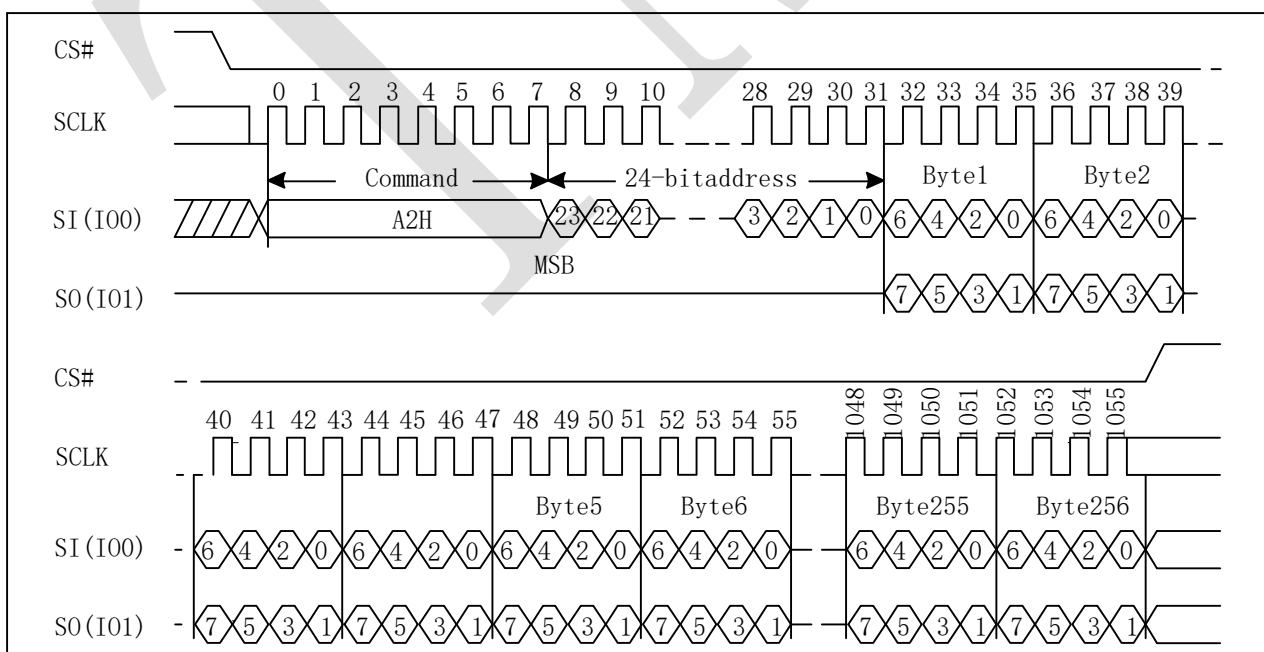 CS#
0 1 2 3 4 5 6 7 8 9 10 28 29 30 31 32 33 34 35 36 37 38 39
SCLK
Command 24-bitaddress Byte1 Byte2
SI(IO0) A2H 23 22 21 3 2 1 0 6 4 2 0 6 4 2 0
MSB
SO(IO1) 7 5 3 1 7 5 3 1
CS#
40 41 42 43 44 45 46 47 48 49 50 51 52 53 54 55 1048 1049 1050 1051 1052 1053 1054 1055
SCLK
Byte5 Byte6 Byte255 Byte256
SI(IO0) 6 4 2 0 6 4 2 0 6 4 2 0 6 4 2 0 6 4 2 0 6 4 2 0
SO(IO1) 7 5 3 1 7 5 3 1 7 5 3 1 7 5 3 1 7 5 3 1 7 5 3 1